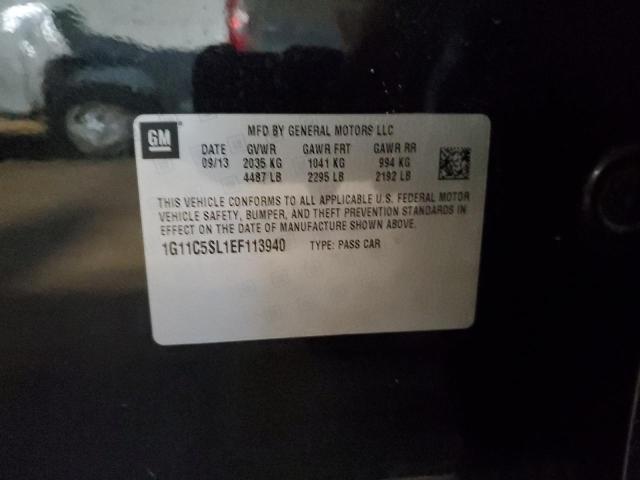 GM
MFD BY GENERAL MOTORS LLC
DATE GVWR GAWR FRT GAWR RR
09/13 2035 KG 1041 KG 994 KG
4487 LB 2295 LB 2192 LB
THIS VEHICLE CONFORMS TO ALL APPLICABLE U.S. FEDERAL MOTOR
VEHICLE SAFETY, BUMPER, AND THEFT PREVENTION STANDARDS IN
EFFECT ON THE DATE OF MANUFACTURE SHOWN ABOVE.
1G11C5SL1EF113940 TYPE: PASS CAR